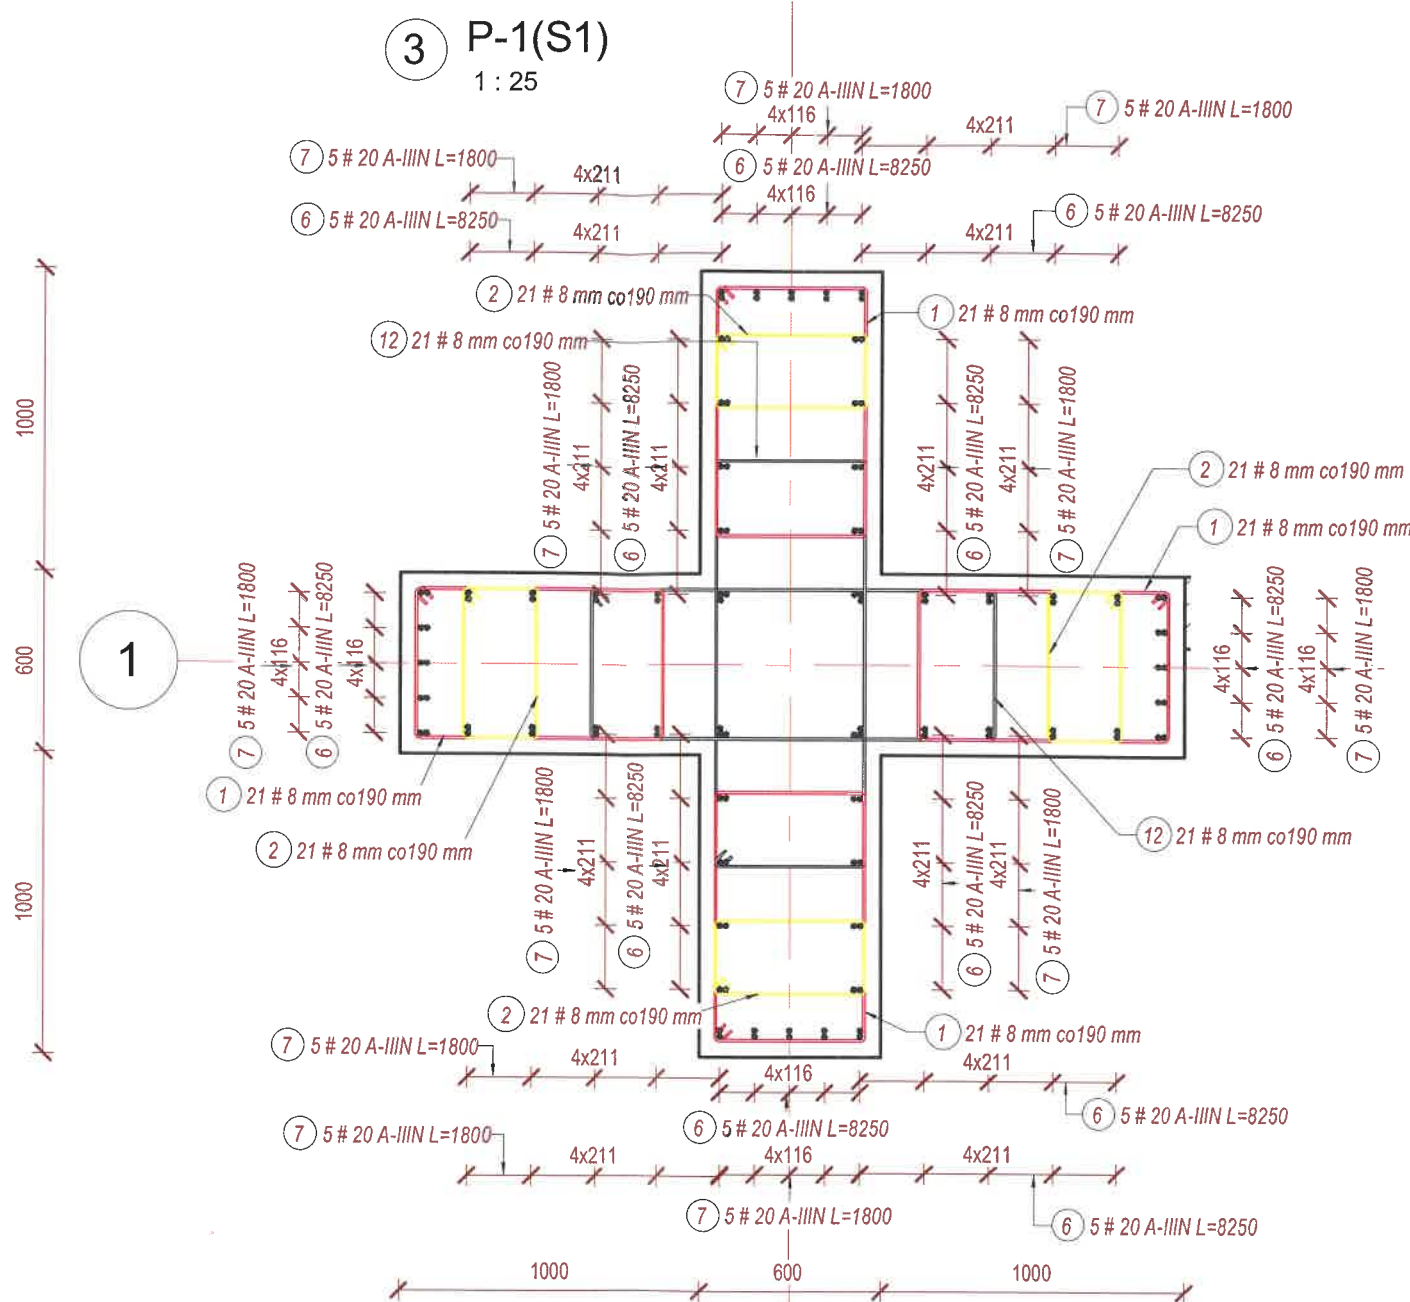 3 P-1(S1)
1 : 25
7 5 # 20 A-IIIN L=1800
4x116
7 5 # 20 A-IIIN L=1800
4x211
7 5 # 20 A-IIIN L=1800
4x211
6 5 # 20 A-IIIN L=8250
4x116
6 5 # 20 A-IIIN L=8250
4x211
6 5 # 20 A-IIIN L=8250
4x211
2 21 # 8 mm co190 mm
1 21 # 8 mm co190 mm
12 21 # 8 mm co190 mm
1000
7 5 # 20 A-IIIN L=1800
4x211
6 5 # 20 A-IIIN L=8250
4x211
4x211
6 5 # 20 A-IIIN L=8250
4x211
7 5 # 20 A-IIIN L=1800
2 21 # 8 mm co190 mm
1 21 # 8 mm co190 mm
1
600
7 5 # 20 A-IIIN L=1800
4x116
6 5 # 20 A-IIIN L=8250
4x116
4x116
6 5 # 20 A-IIIN L=8250
4x116
7 5 # 20 A-IIIN L=1800
1 21 # 8 mm co190 mm
2 21 # 8 mm co190 mm
12 21 # 8 mm co190 mm
1000
7 5 # 20 A-IIIN L=1800
4x211
6 5 # 20 A-IIIN L=8250
4x211
4x211
6 5 # 20 A-IIIN L=8250
4x211
7 5 # 20 A-IIIN L=1800
2 21 # 8 mm co190 mm
1 21 # 8 mm co190 mm
7 5 # 20 A-IIIN L=1800
4x211
4x116
4x211
6 5 # 20 A-IIIN L=8250
6 5 # 20 A-IIIN L=8250
7 5 # 20 A-IIIN L=1800
4x211
4x116
4x211
7 5 # 20 A-IIIN L=1800
6 5 # 20 A-IIIN L=8250
1000
600
1000